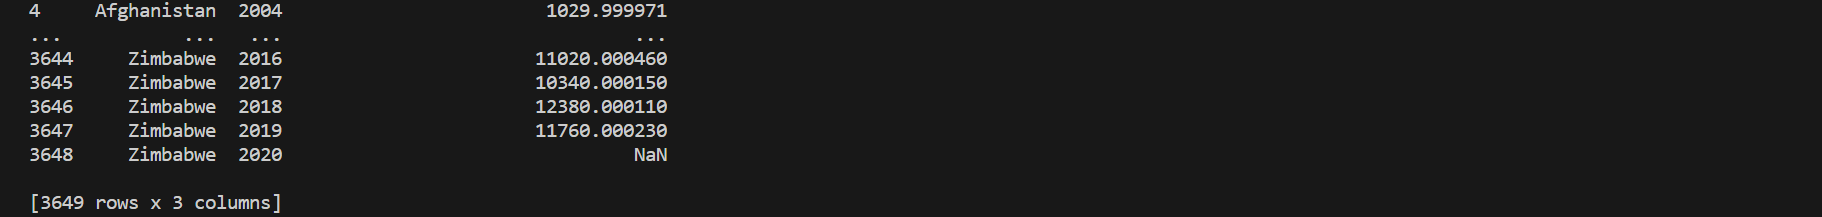 4 Afghanistan 2004 1029.999971
... ... ... ...
3644 Zimbabwe 2016 11020.000460
3645 Zimbabwe 2017 10340.000150
3646 Zimbabwe 2018 12380.000110
3647 Zimbabwe 2019 11760.000230
3648 Zimbabwe 2020 NaN
[3649 rows x 3 columns]